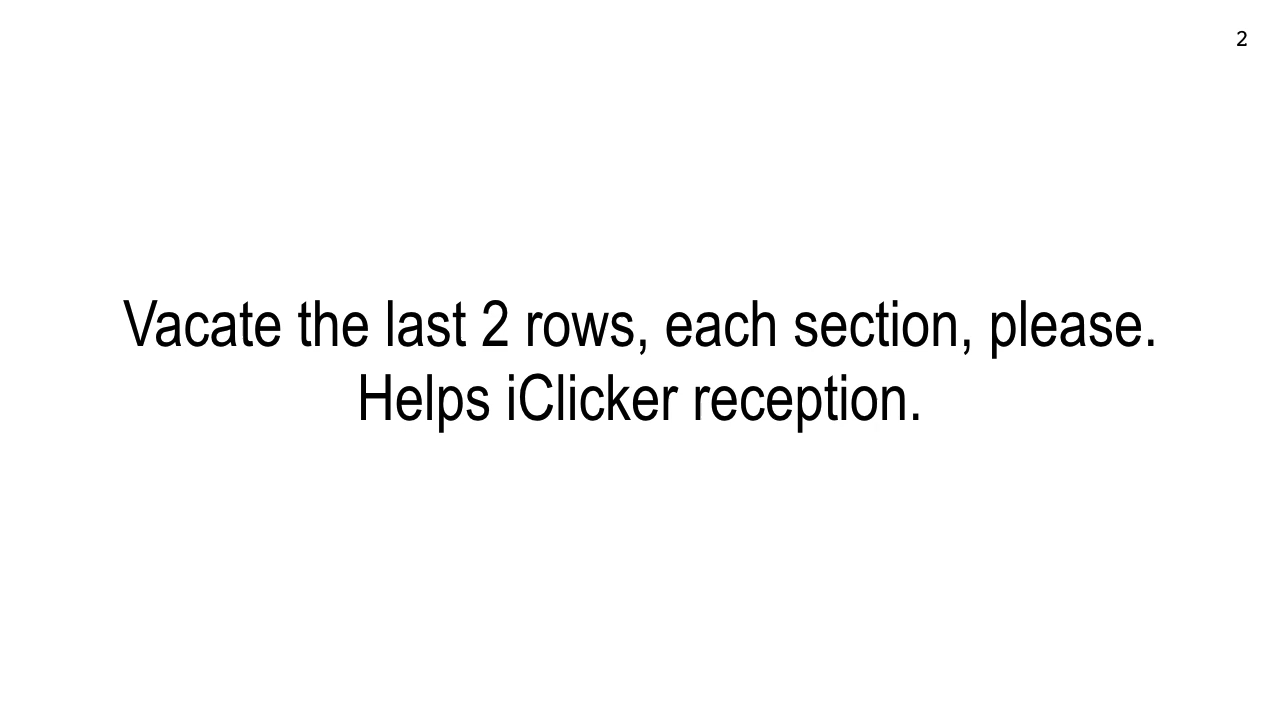 2
Vacate the last 2 rows, each section, please.
Helps iClicker reception.